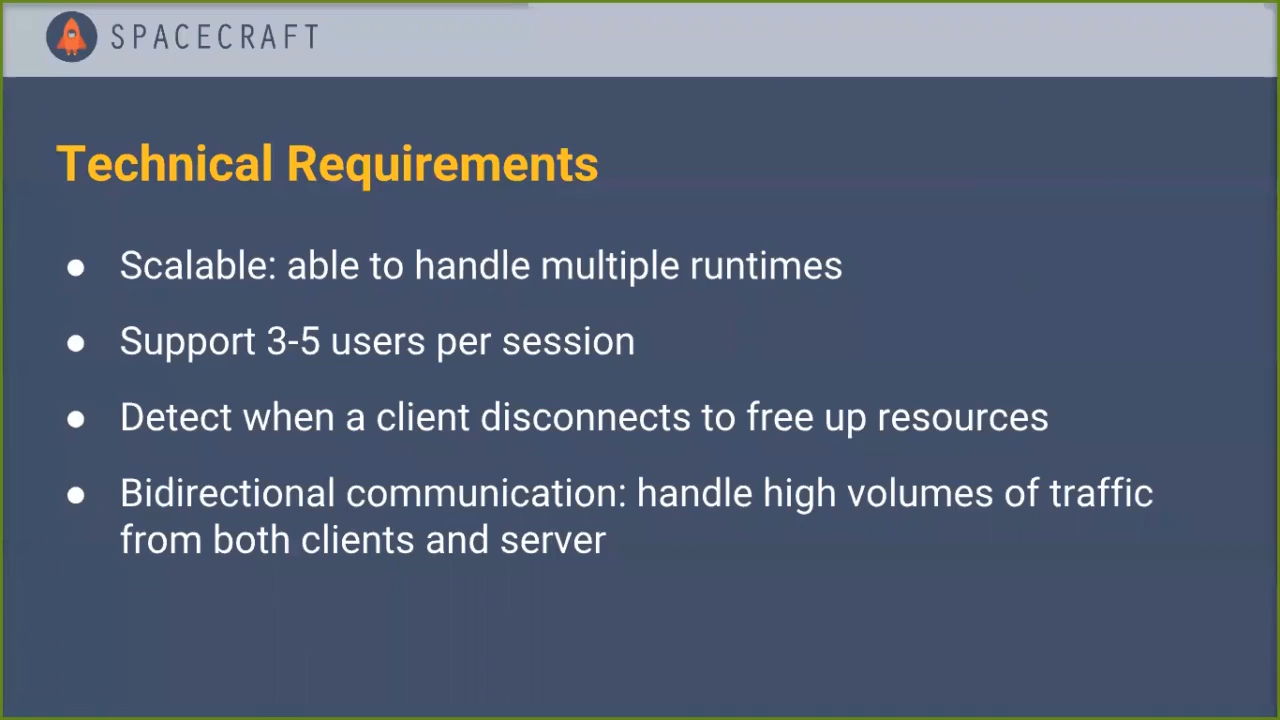 SPACECRAFT
Technical Requirements
● Scalable: able to handle multiple runtimes
● Support 3-5 users per session
● Detect when a client disconnects to free up resources
● Bidirectional communication: handle high volumes of traffic
from both clients and server